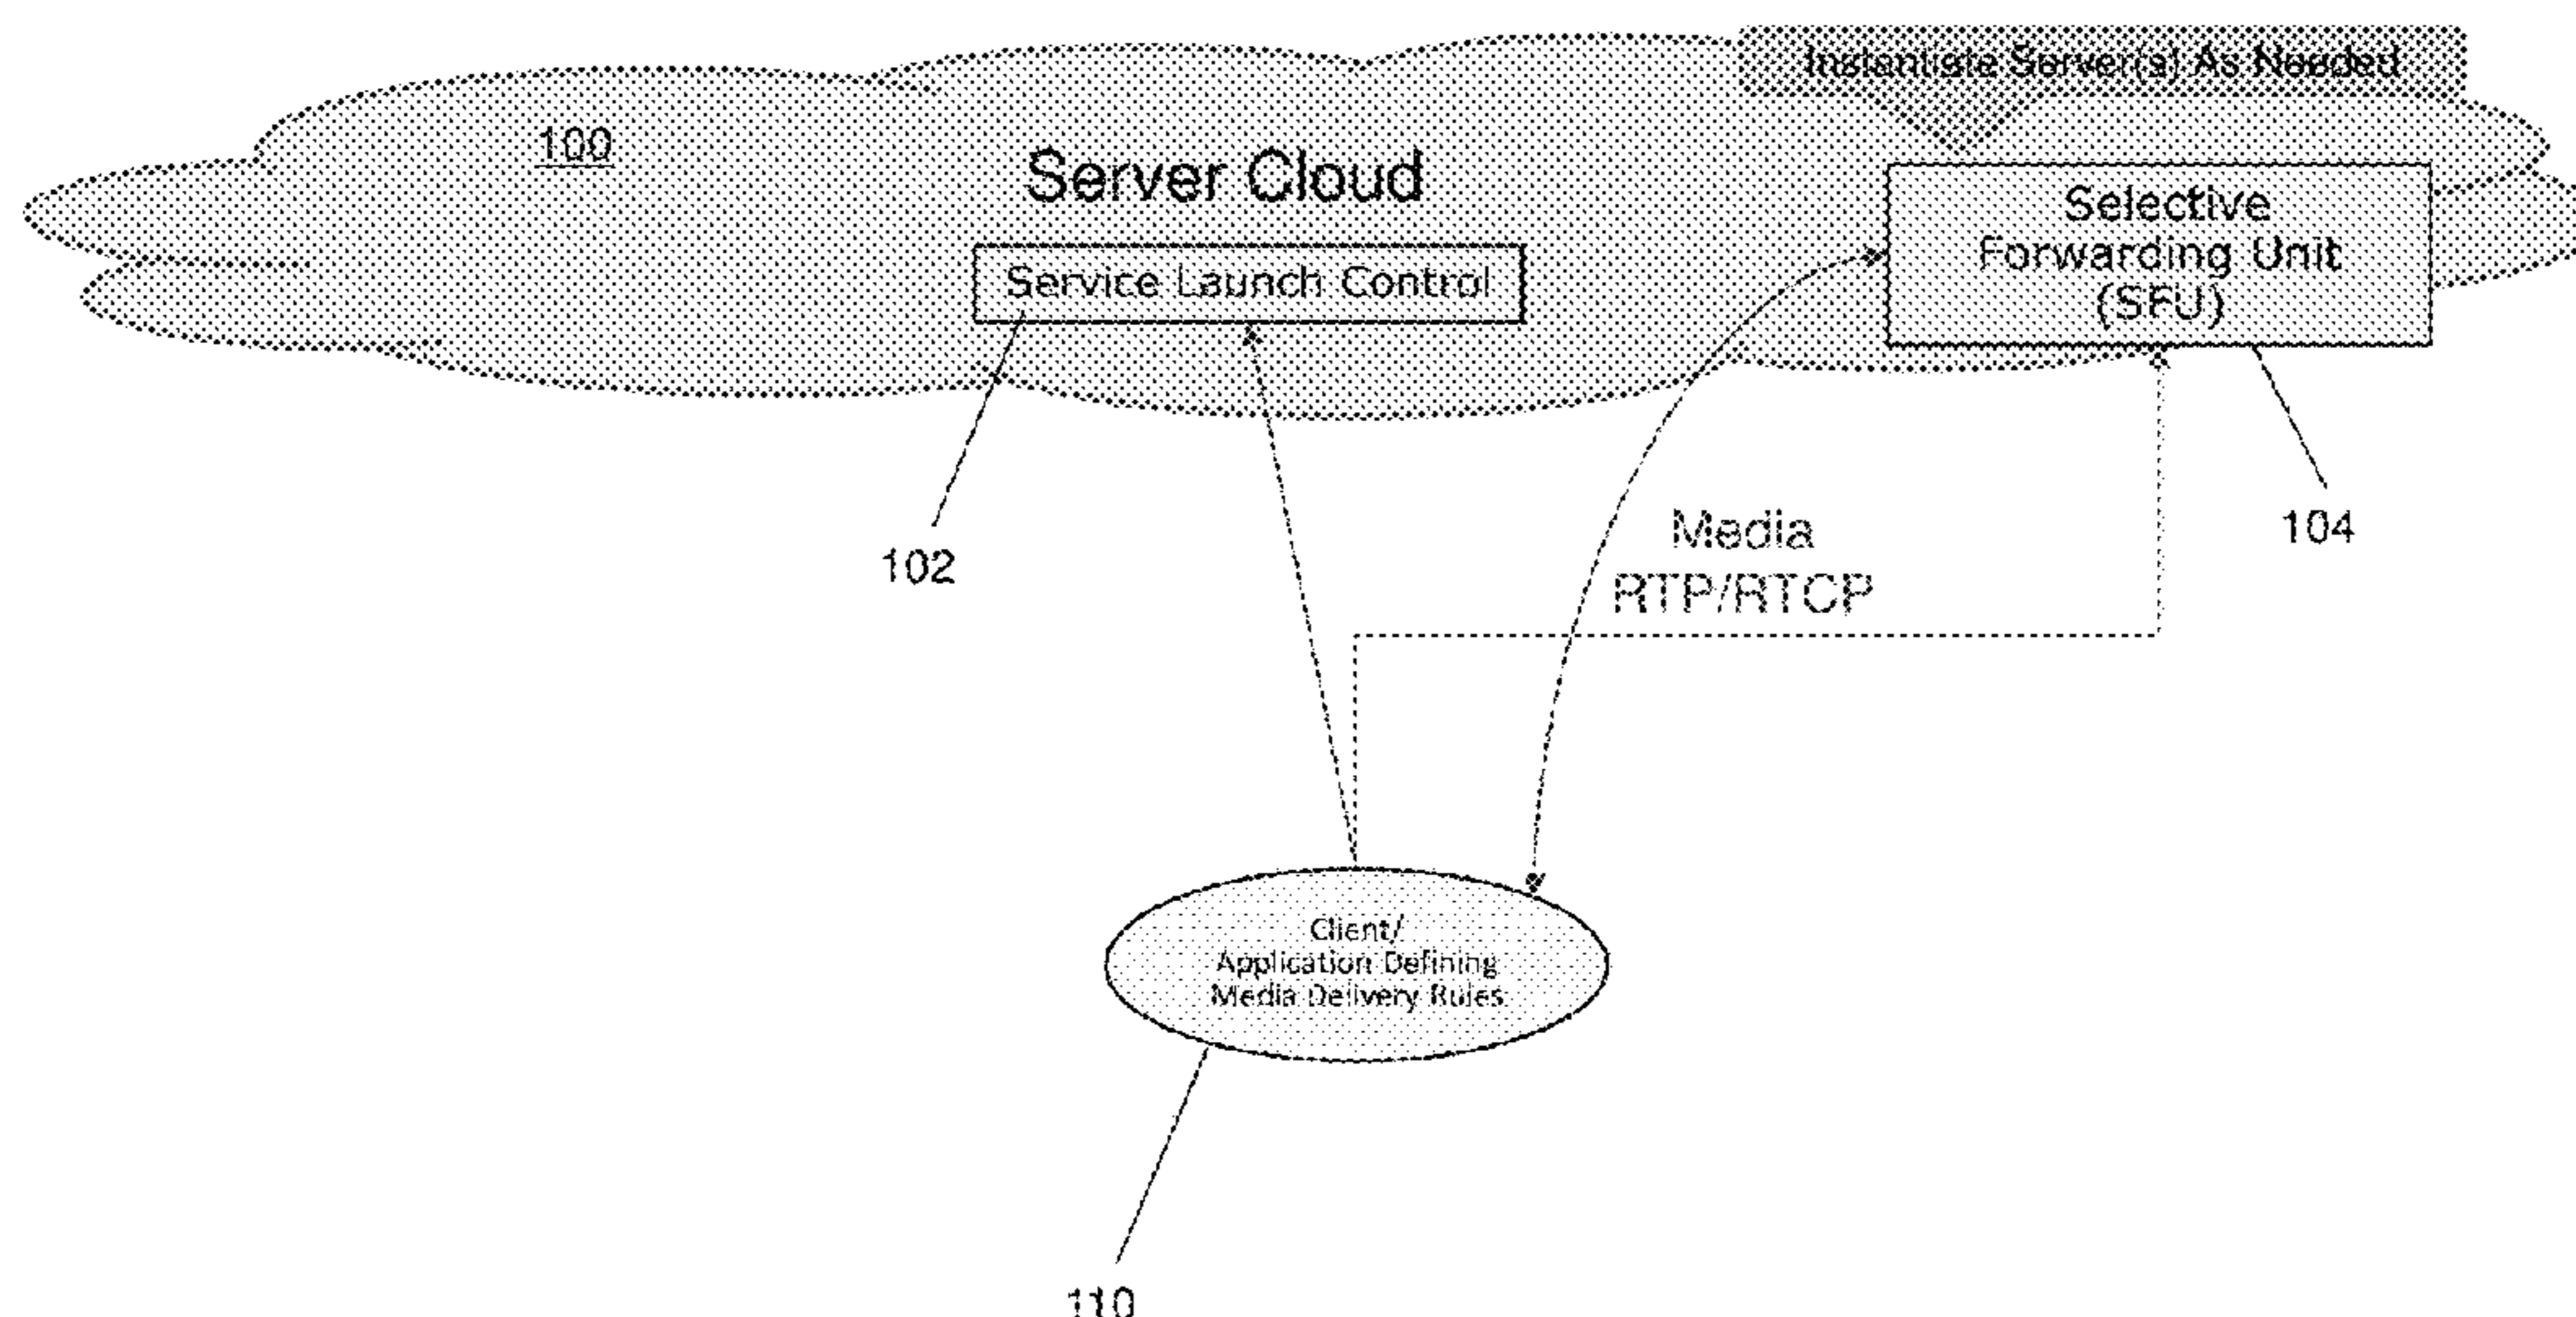 Instantiate Server(s) As Needed
100
Server Cloud
Selective
Forwarding Unit
(SFU)
Service Launch Control
102
Media
RTP/RTCP
104
Client/
Application Defining
Media Delivery Rules
110